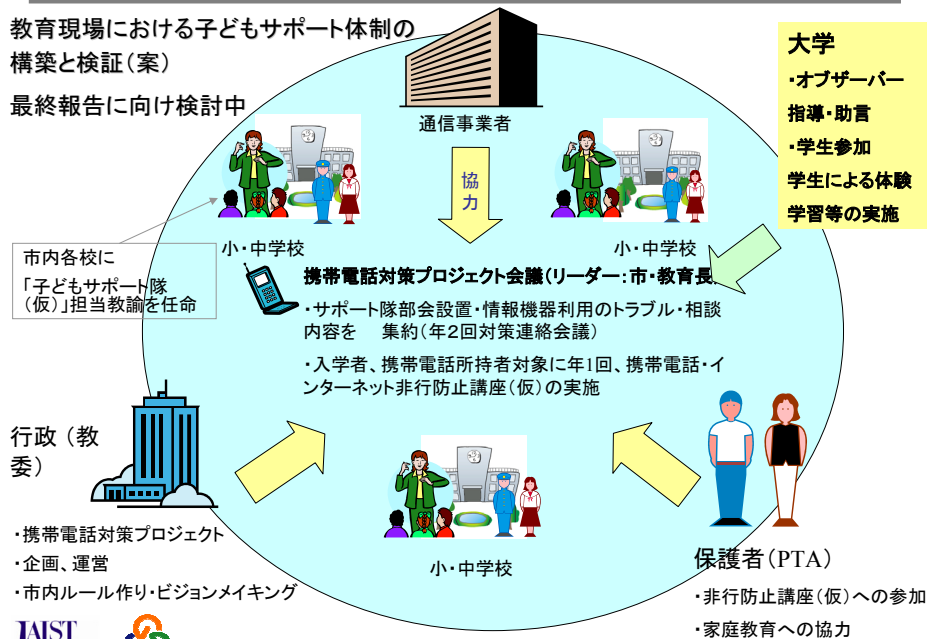 教育現場における子どもサポート体制の
構築と検証(案)
最終報告に向け検討中
通信事業者
大学
・オブザーバー
指導・助言
・学生参加
学生による体験
学習等の実施
協
力
小・中学校
小・中学校
市内各校に
「子どもサポート隊
(仮)」担当教諭を任命
携帯電話対策プロジェクト会議(リーダー:市・教育長
・サポート隊部会設置・情報機器利用のトラブル・相談
内容を 集約(年2回対策連絡会議)
・入学者、携帯電話所持者対象に年1回、携帯電話・イ
ンターネット非行防止講座(仮)の実施
行政(教
委)
・携帯電話対策プロジェクト
・企画、運営
・市内ルール作り・ビジョンメイキング
小・中学校
保護者(PTA)
・非行防止講座(仮)への参加
・家庭教育への協力
JAIST